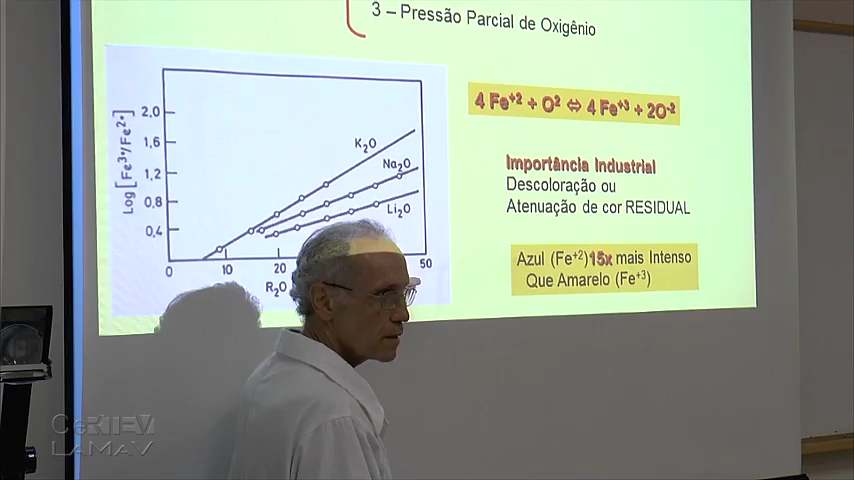 3 – Pressão Parcial de Oxigênio
Log [Fe³⁺/Fe²⁺]
2,0
1,6
1,2
0,8
0,4
K₂O
Na₂O
Li₂O
0
10
20
50
R₂O
4 Fe⁺² + O² ⇔ 4 Fe⁺³ + 2O⁻²
Importância Industrial
Descoloração ou
Atenuação de cor RESIDUAL
Azul (Fe⁺²) 15x mais Intenso
Que Amarelo (Fe⁺³)
CeRTEV
LAMAV